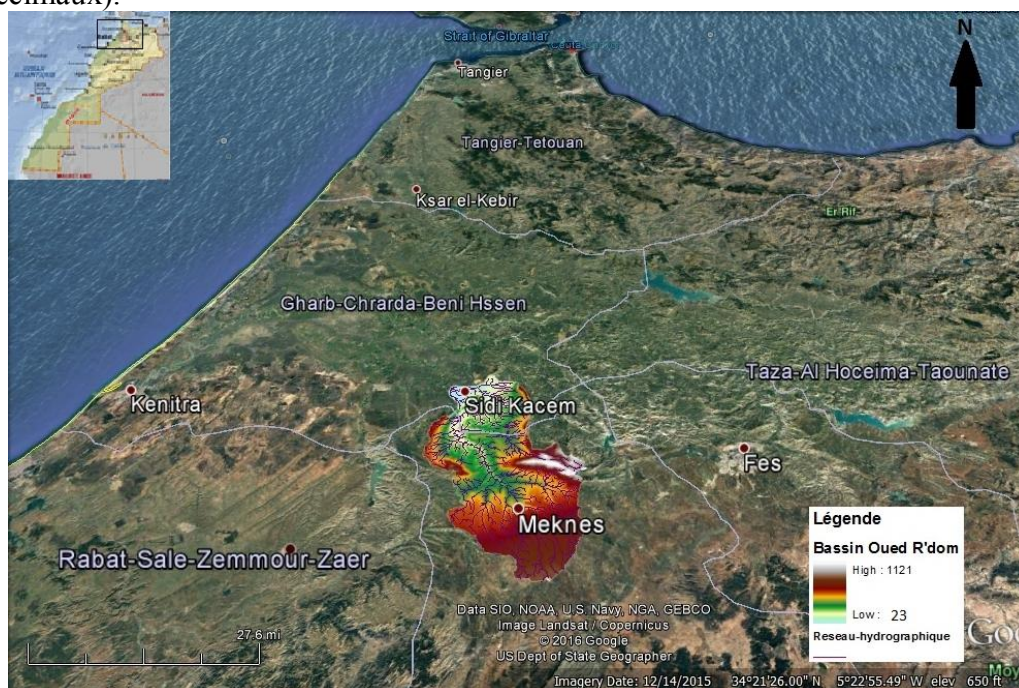 Strait of Gibraltar
Ceuta
N
Tangier
Tangier-Tetouan
Ksar el-Kebir
Er Rif
Gharb-Chrarda-Beni Hssen
Taza-Al Hoceima-Taounate
Kenitra
Sidi Kacem
Fes
Meknes
Rabat-Sale-Zemmour-Zaer
Légende
Bassin Oued R'dom
High : 1121
Low : 23
Reseau-hydrographique
Data SIO, NOAA, U.S. Navy, NGA, GEBCO
Image Landsat / Copernicus
© 2016 Google
US Dept of State Geographer
27.6 mi
Goo
Moy
Imagery Date: 12/14/2015 34°21'26.00" N 5°22'55.49" W elev 650 ft